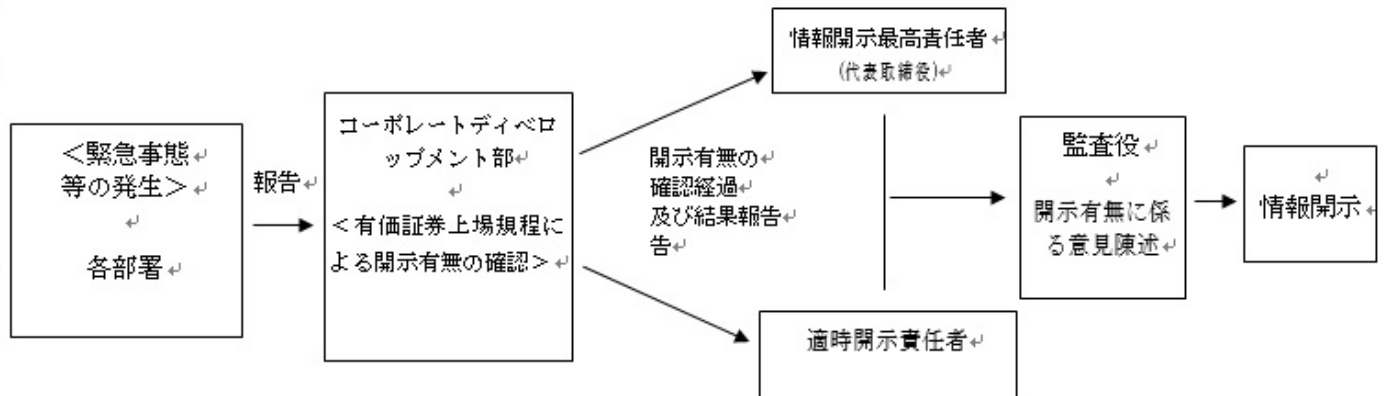 ＜緊急事態
等の発生＞
各部署
報告
コーポレートディベロ
ップメント部
＜有価証券上場規程に
よる開示有無の確認＞
開示有無の
確認経過
及び結果報告
告
情報開示最高責任者
(代表取締役)
適時開示責任者
監査役
開示有無に係
る意見陳述
情報開示